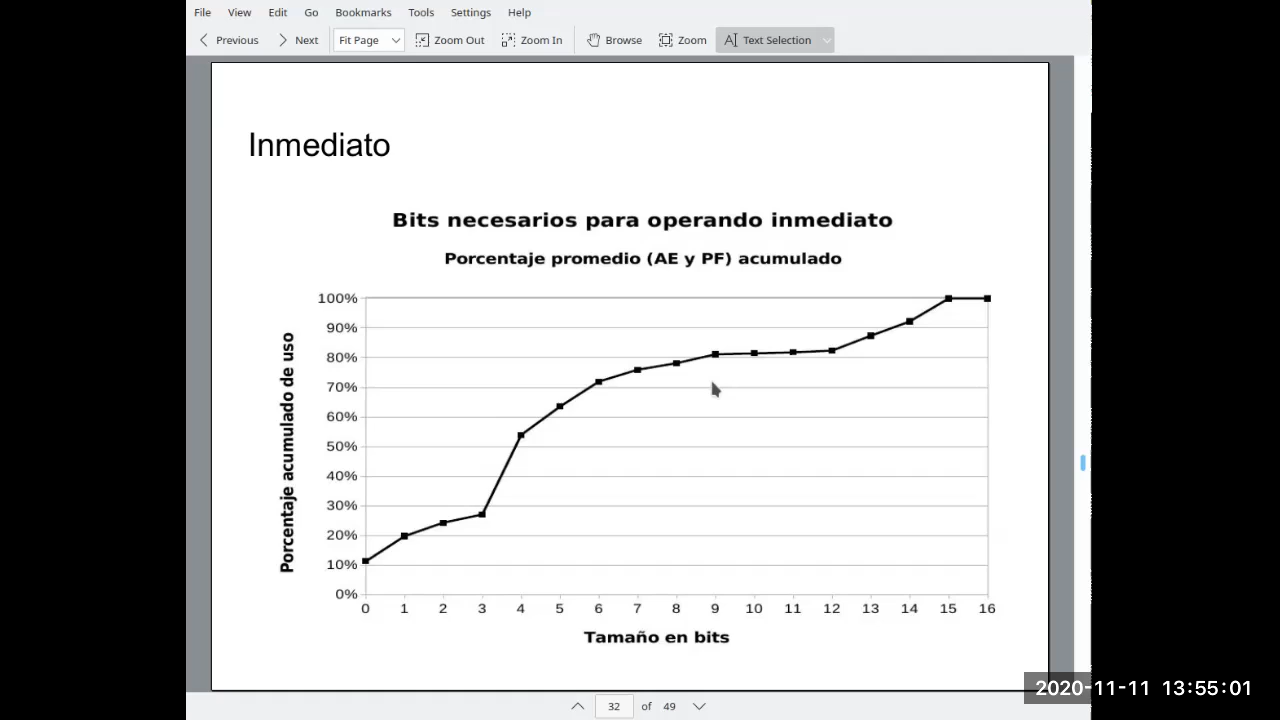 File View Edit Go Bookmarks Tools Settings Help
Previous Next Fit Page Zoom Out Zoom In Browse Zoom Text Selection
Inmediato
Bits necesarios para operando inmediato
Porcentaje promedio (AE y PF) acumulado
Porcentaje acumulado de uso
100%
90%
80%
70%
60%
50%
40%
30%
20%
10%
0%
0 1 2 3 4 5 6 7 8 9 10 11 12 13 14 15 16
Tamaño en bits
2020-11-11 13:55:01
32 of 49